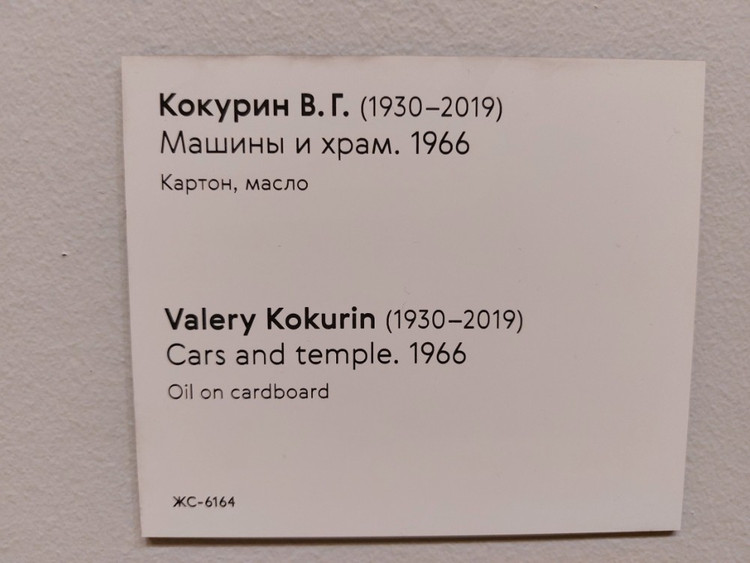 Кокурин В.Г. (1930–2019)
Машины и храм. 1966
Картон, масло
Valery Kokurin (1930–2019)
Cars and temple. 1966
Oil on cardboard
ЖС-6164